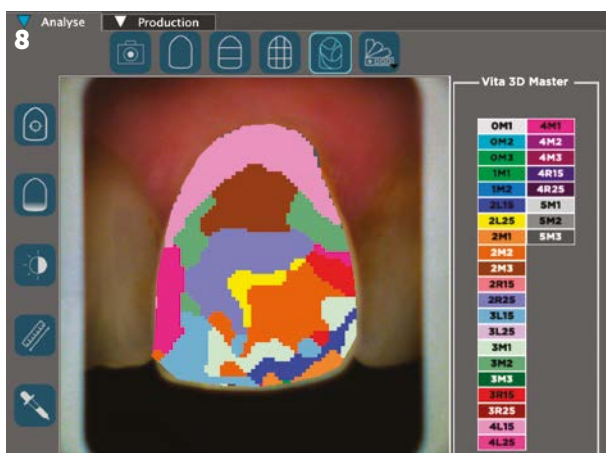 Analyse Production
8
Vita 3D Master
0M1 4M1
0M2 4M2
0M3 4M3
1M1 4R15
1M2 4R25
2L15 5M1
2L25 5M2
2M1 5M3
2M2
2M3
2R15
2R25
3L15
3L25
3M1
3M2
3M3
3R15
3R25
4L15
4L25